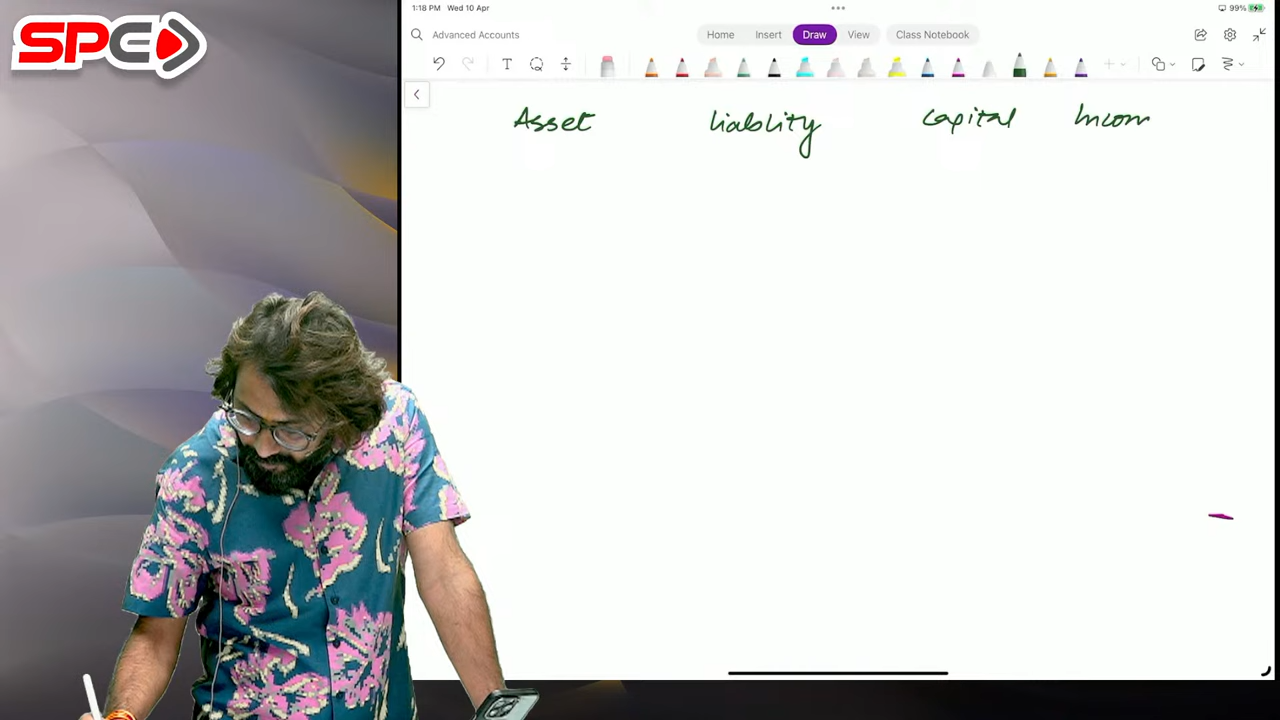 SPC
1:18 PM Wed 10 Apr
99%
Advanced Accounts
Home Insert Draw View Class Notebook
T
Asset liablity capital Incom